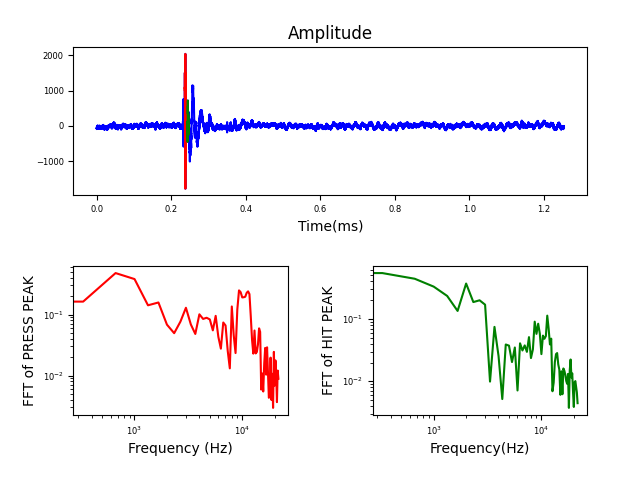 Amplitude
2000
1000
0
−1000
0.0 0.2 0.4 0.6 0.8 1.0 1.2
Time(ms)
FFT of PRESS PEAK
10⁻¹
10⁻²
10³ 10⁴
Frequency (Hz)
FFT of HIT PEAK
10⁻¹
10⁻²
10³ 10⁴
Frequency(Hz)